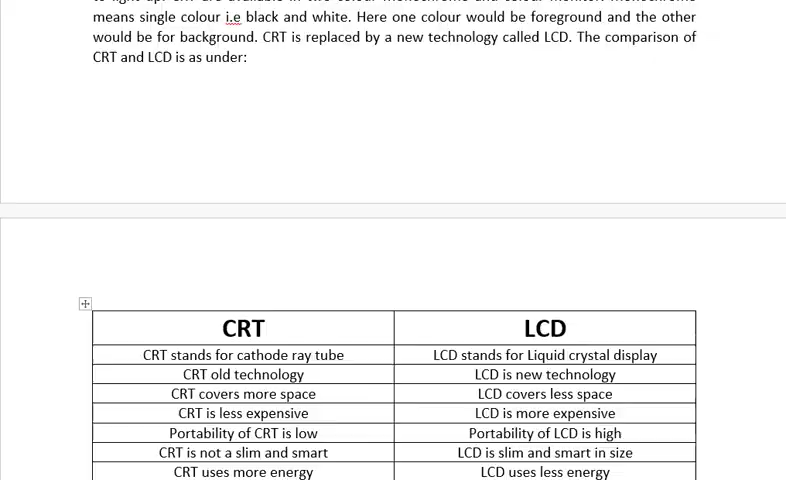 means single colour i.e black and white. Here one colour would be foreground and the other
would be for background. CRT is replaced by a new technology called LCD. The comparison of
CRT and LCD is as under:
CRT LCD
CRT stands for cathode ray tube LCD stands for Liquid crystal display
CRT old technology LCD is new technology
CRT covers more space LCD covers less space
CRT is less expensive LCD is more expensive
Portability of CRT is low Portability of LCD is high
CRT is not a slim and smart LCD is slim and smart in size
CRT uses more energy LCD uses less energy